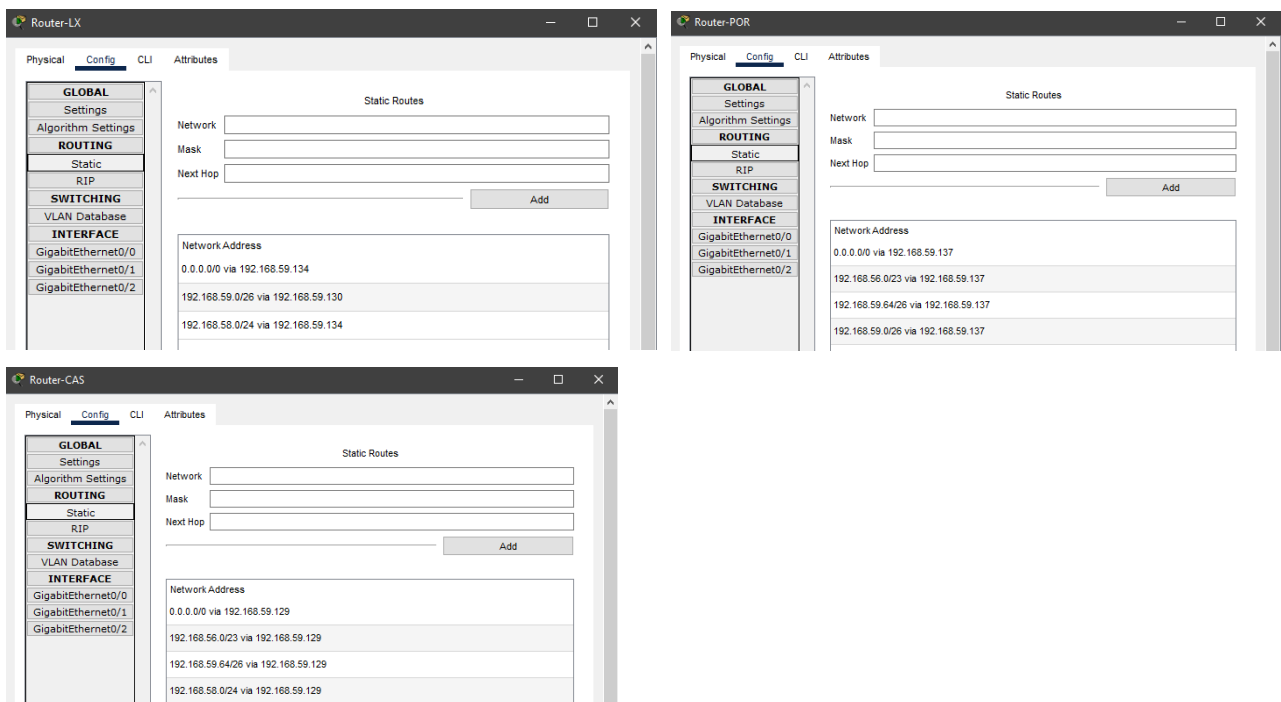 Router-LX
Physical Config CLI Attributes
GLOBAL
Settings
Algorithm Settings
ROUTING
Static
RIP
SWITCHING
VLAN Database
INTERFACE
GigabitEthernet0/0
GigabitEthernet0/1
GigabitEthernet0/2
Static Routes
Network
Mask
Next Hop
Add
Network Address
0.0.0.0/0 via 192.168.59.134
192.168.59.0/26 via 192.168.59.130
192.168.58.0/24 via 192.168.59.134
Router-POR
Physical Config CLI Attributes
GLOBAL
Settings
Algorithm Settings
ROUTING
Static
RIP
SWITCHING
VLAN Database
INTERFACE
GigabitEthernet0/0
GigabitEthernet0/1
GigabitEthernet0/2
Static Routes
Network
Mask
Next Hop
Add
Network Address
0.0.0.0/0 via 192.168.59.137
192.168.56.0/23 via 192.168.59.137
192.168.59.64/26 via 192.168.59.137
192.168.59.0/26 via 192.168.59.137
Router-CAS
Physical Config CLI Attributes
GLOBAL
Settings
Algorithm Settings
ROUTING
Static
RIP
SWITCHING
VLAN Database
INTERFACE
GigabitEthernet0/0
GigabitEthernet0/1
GigabitEthernet0/2
Static Routes
Network
Mask
Next Hop
Add
Network Address
0.0.0.0/0 via 192.168.59.129
192.168.56.0/23 via 192.168.59.129
192.168.59.64/26 via 192.168.59.129
192.168.58.0/24 via 192.168.59.129